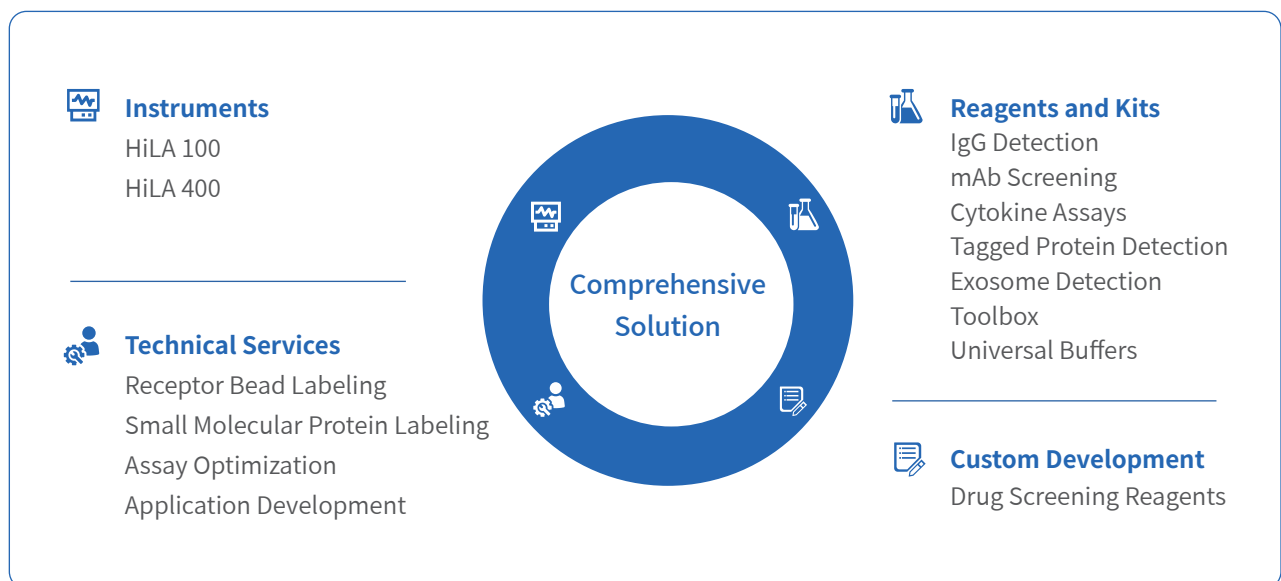 Instruments
HiLA 100
HiLA 400
Technical Services
Receptor Bead Labeling
Small Molecular Protein Labeling
Assay Optimization
Application Development
Comprehensive
Solution
Reagents and Kits
IgG Detection
mAb Screening
Cytokine Assays
Tagged Protein Detection
Exosome Detection
Toolbox
Universal Buffers
Custom Development
Drug Screening Reagents